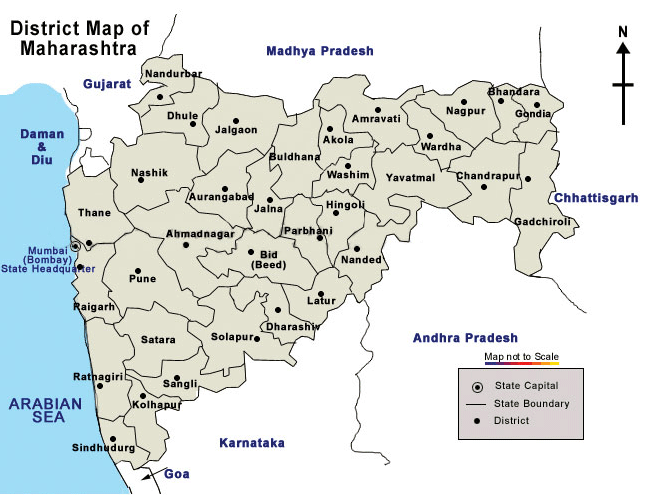 District Map of
Maharashtra
N
Madhya Pradesh
Nandurbar
Gujarat
Bhandara
Nagpur
Gondia
Dhule
Jalgaon
Amravati
Daman
&
Diu
Akola
Wardha
Buldhana
Nashik
Washim
Yavatmal
Chandrapur
Aurangabad
Chhattisgarh
Jalna
Hingoli
Thane
Gadchiroli
Ahmadnagar
Parbhani
Mumbai
(Bombay)
State Headquarter
Bid
(Beed)
Nanded
Pune
Raigarh
Latur
Dharashiv
Satara
Solapur
Andhra Pradesh
Map not to Scale
Ratnagiri
Sangli
State Capital
ARABIAN
SEA
Kolhapur
State Boundary
District
Karnataka
Sindhudurg
Goa